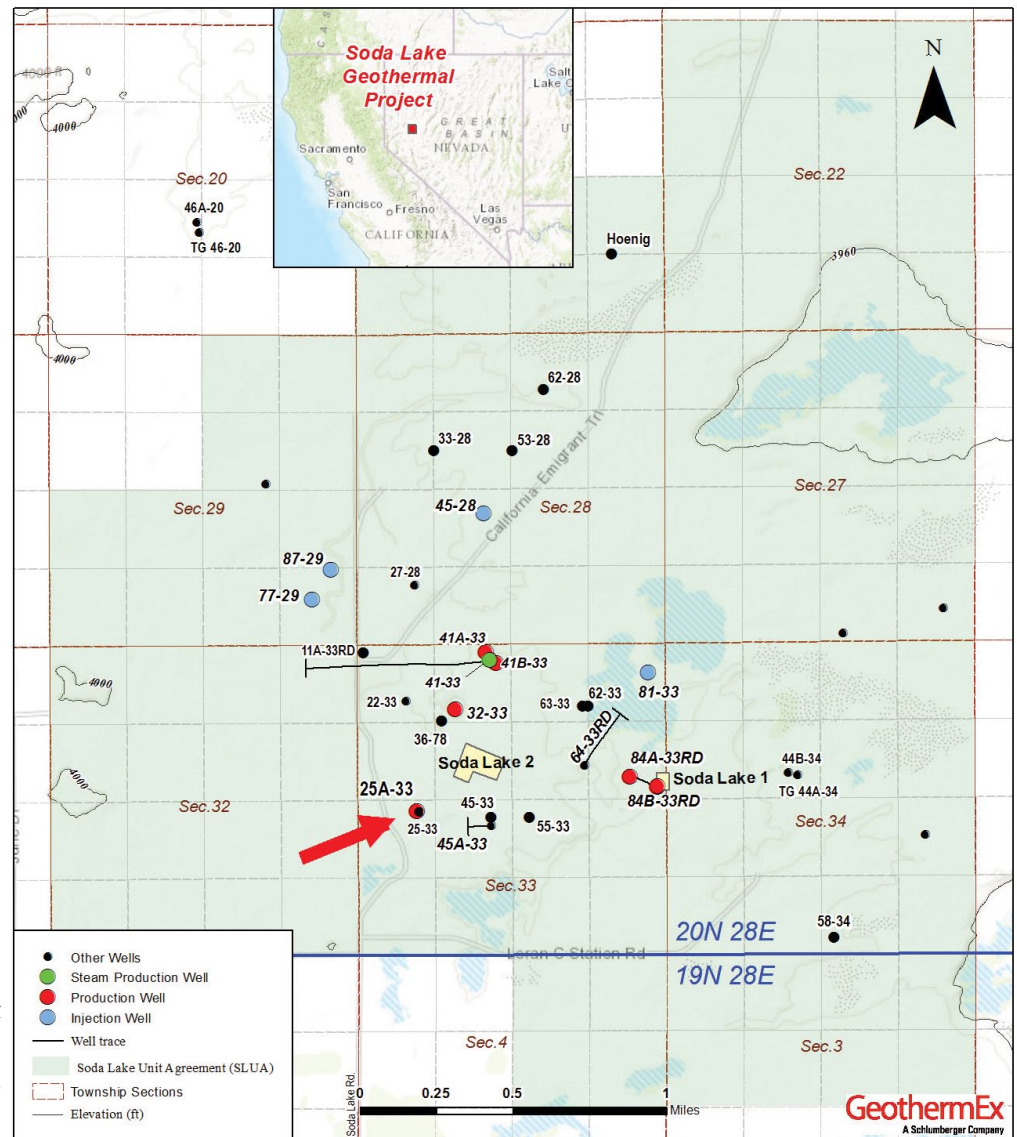 Soda Lake
Geothermal
Project
GREAT
BASIN
NEVADA
Salt
Lake C
Sacramento
San
Francisco
Fresno
Las
Vegas
CALIFORNIA
N
4000 ft
4000
Sec.20
46A-20
TG 46-20
Sec.22
Hoenig
3960
4000
62-28
33-28
53-28
California Emigrant Trl
Sec.27
Sec.29
45-28
Sec.28
87-29
27-28
77-29
41A-33
11A-33RD
41B-33
41-33
81-33
4000
22-33
32-33
63-33
62-33
36-78
64-33RD
Soda Lake 2
84A-33RD
Soda Lake 1
84B-33RD
44B-34
TG 44A-34
4000
Sec.32
25A-33
25-33
45-33
55-33
45A-33
Sec.34
Sec.33
58-34
20N 28E
Loran C Station Rd
19N 28E
Other Wells
Steam Production Well
Production Well
Injection Well
Well trace
Soda Lake Unit Agreement (SLUA)
Township Sections
Elevation (ft)
Sec.4
Sec.3
Soda Lake Rd
0 0.25 0.5 1
Miles
GeothermEx
A Schlumberger Company